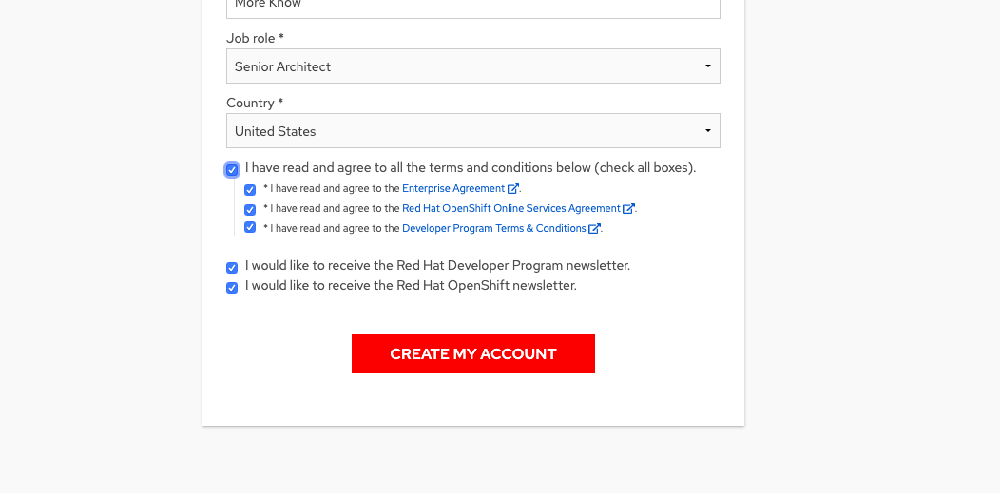 More Know
Job role *
Senior Architect
Country *
United States
I have read and agree to all the terms and conditions below (check all boxes).
* I have read and agree to the Enterprise Agreement.
* I have read and agree to the Red Hat OpenShift Online Services Agreement.
* I have read and agree to the Developer Program Terms & Conditions.
I would like to receive the Red Hat Developer Program newsletter.
I would like to receive the Red Hat OpenShift newsletter.
CREATE MY ACCOUNT